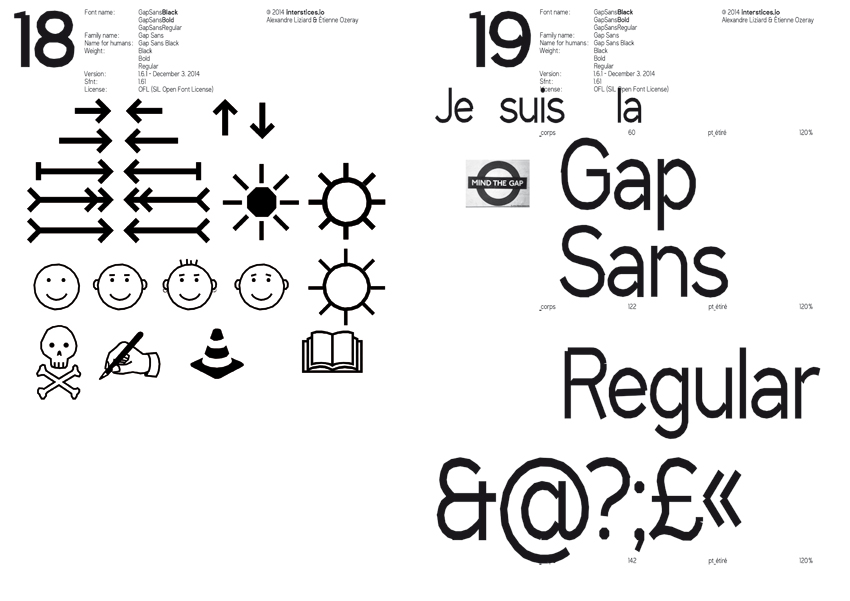 18
Font name: GapSansBlack
GapSansBold
GapSansRegular
Family name: Gap Sans
Name for humans: Gap Sans Black
Weight: Black
Bold
Regular
Version: 1.6.1 - December 3. 2014
Sfnt: 1.61
License: OFL (SIL Open Font License)
© 2014 interstices.io
Alexandre Liziard & Étienne Ozeray
19
Font name: GapSansBlack
GapSansBold
GapSansRegular
Family name: Gap Sans
Name for humans: Gap Sans Black
Weight: Black
Bold
Regular
Version: 1.6.1 - December 3. 2014
Sfnt: 1.61
License: OFL (SIL Open Font License)
© 2014 interstices.io
Alexandre Liziard & Étienne Ozeray
Je suis la
_corps 60 pt_étiré 120%
MIND THE GAP
Gap
Sans
_corps 122 pt_étiré 120%
Regular
&@?;£«
_corps 142 pt_étiré 120%